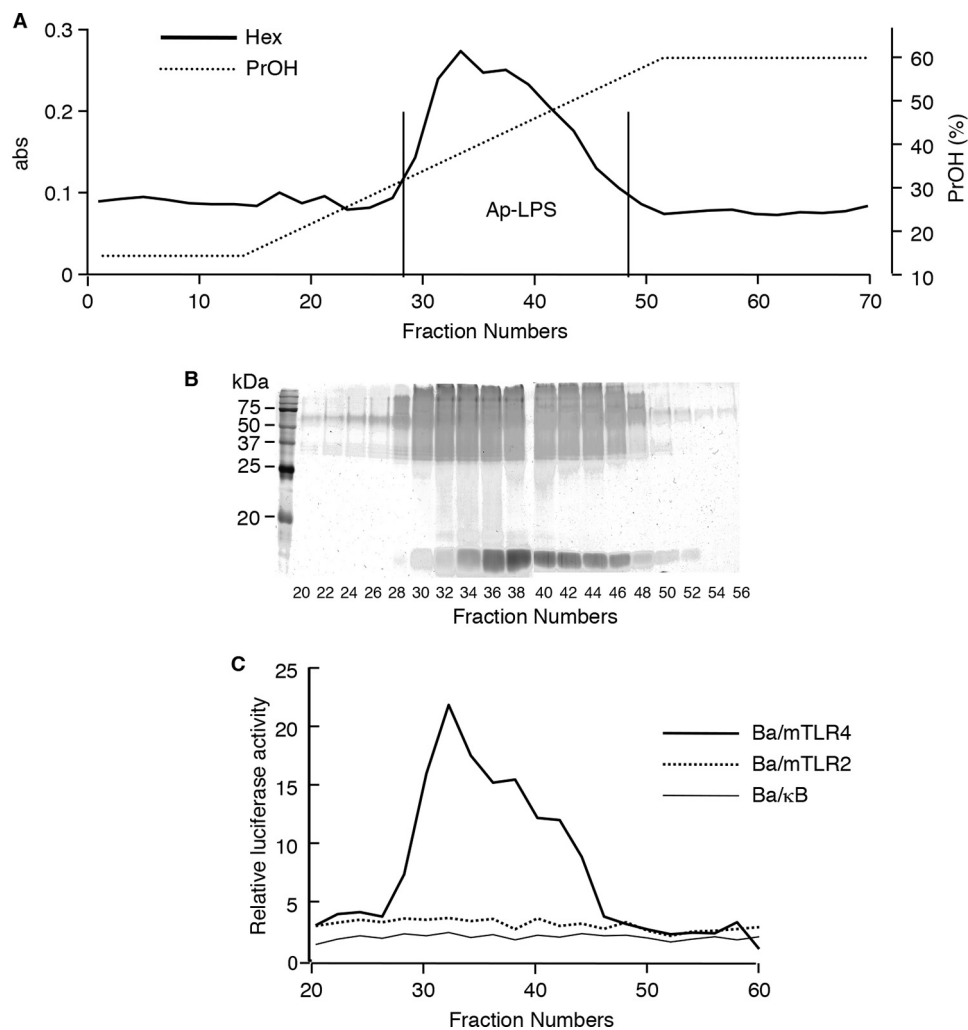 A
0.3
0.2
0.1
0
abs
Hex
PrOH
Ap-LPS
60
50
40
30
20
10
PrOH (%)
0 10 20 30 40 50 60 70
Fraction Numbers
B
kDa
75
50
37
25
20
20 22 24 26 28 30 32 34 36 38 40 42 44 46 48 50 52 54 56
Fraction Numbers
C
25
20
15
10
5
0
Relative luciferase activity
Ba/mTLR4
Ba/mTLR2
Ba/κB
20 30 40 50 60
Fraction Numbers